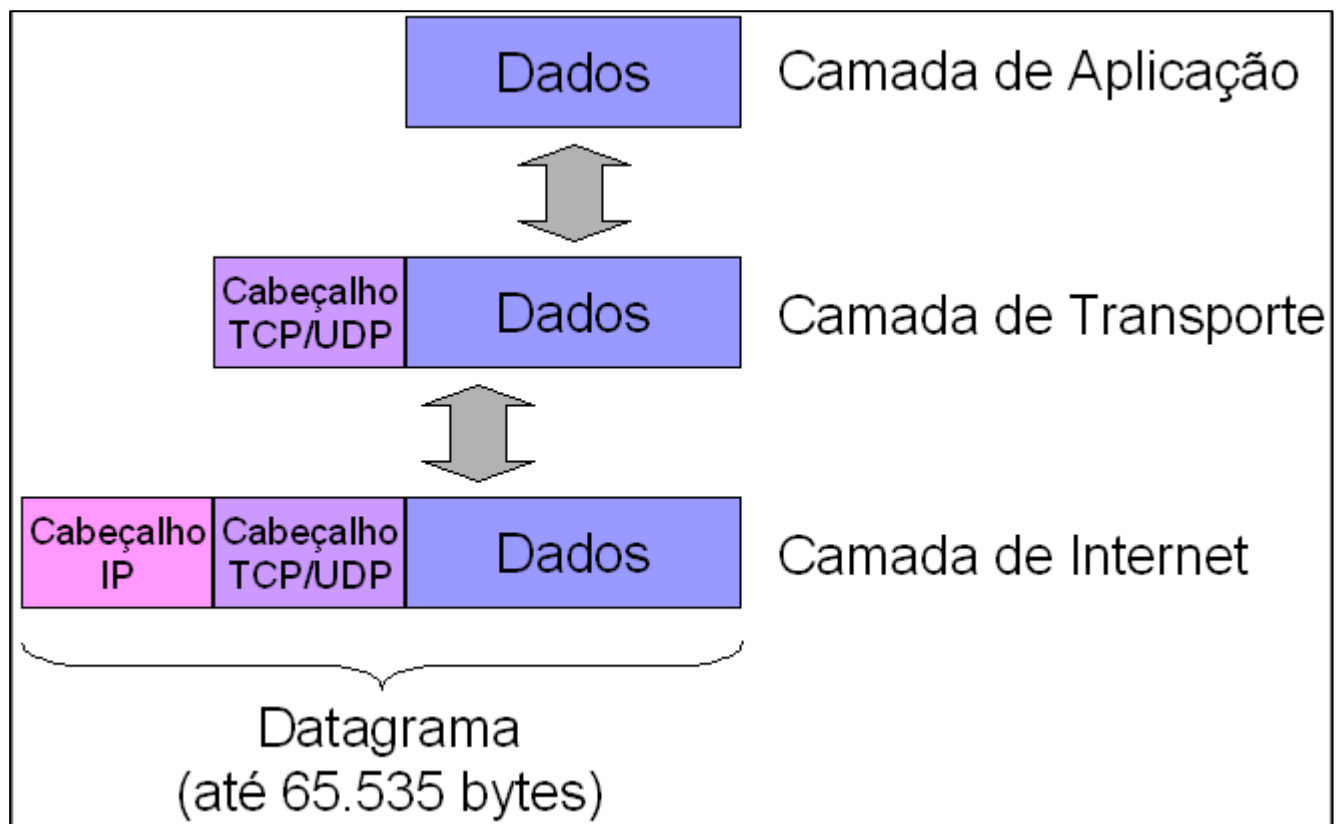 Dados
Camada de Aplicação
Cabeçalho
TCP/UDP
Dados
Camada de Transporte
Cabeçalho
IP
Cabeçalho
TCP/UDP
Dados
Camada de Internet
Datagrama
(até 65.535 bytes)